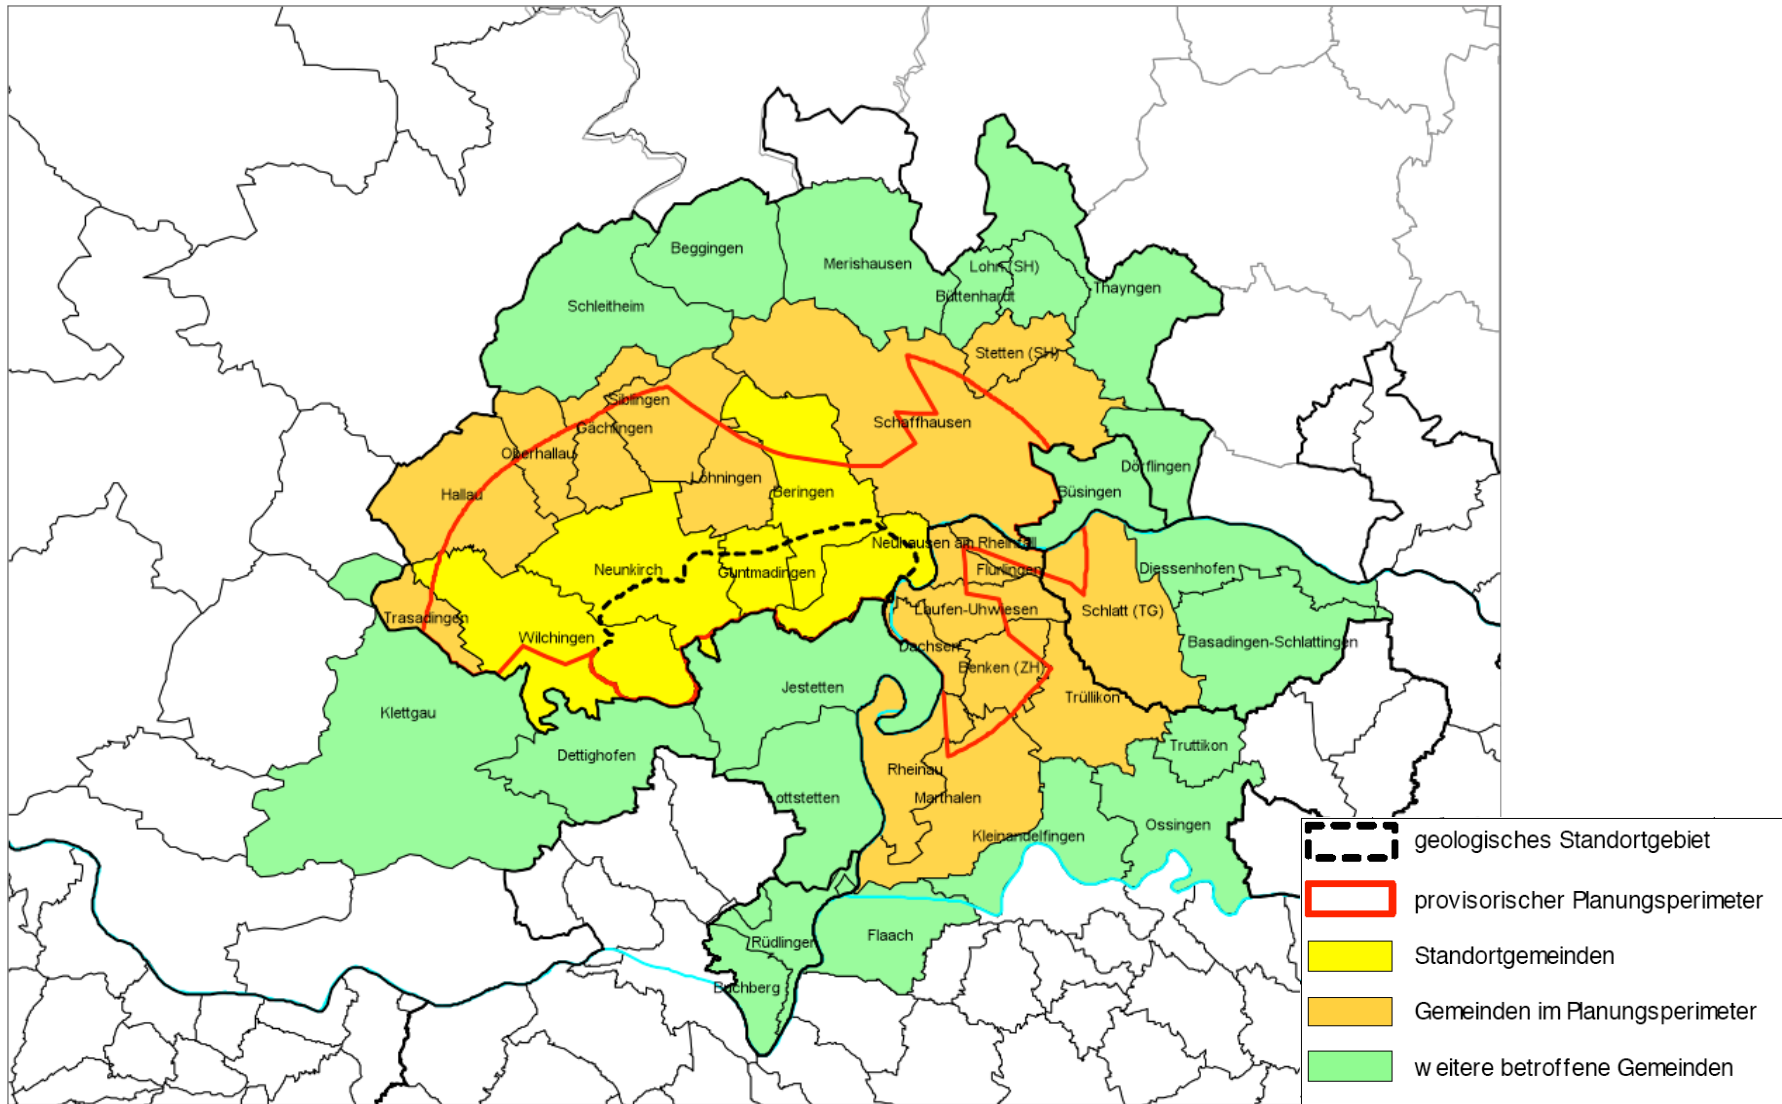 Beggingen
Merishausen
Lohn (SH)
Thayngen
Büttenhardt
Schleitheim
Stetten (SH)
Siblingen
Gächlingen
Schaffhausen
Oberhallau
Dörflingen
Löhningen
Hallau
Beringen
Büsingen
Neuhausen am Rheinfall
Neunkirch
Guntmadingen
Flurlingen
Diessenhofen
Trasadingen
Laufen-Uhwiesen
Schlatt (TG)
Wilchingen
Dachsen
Basadingen-Schlattingen
Benken (ZH)
Jestetten
Trüllikon
Klettgau
Truttikon
Dettighofen
Rheinau
Lottstetten
Marthalen
Ossingen
Kleinandelfingen
Flaach
Rüdlingen
Buchberg
geologisches Standortgebiet
provisorischer Planungsperimeter
Standortgemeinden
Gemeinden im Planungsperimeter
weitere betroffene Gemeinden